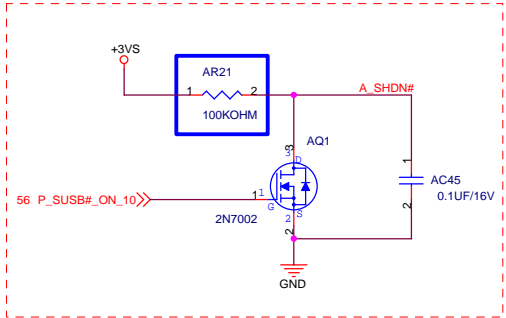 +3VS
AR21
1 2
100KOHM
A_SHDN#
3
3
D
AQ1
1
AC45
0.1UF/16V
2
56 P_SUSB#_ON_10
1
1
G
S
2
2N7002
2
GND